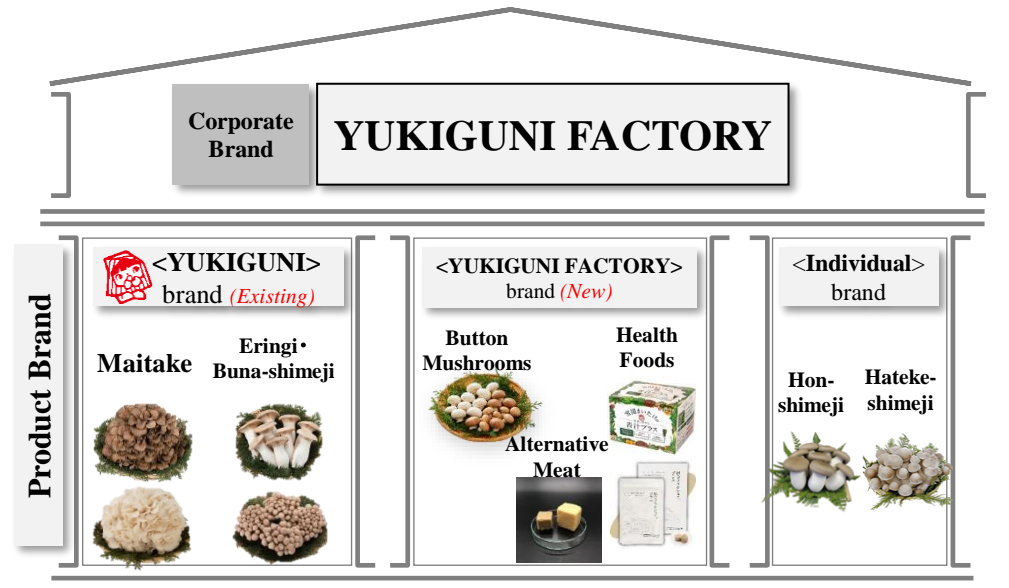 Corporate
Brand
YUKIGUNI FACTORY
Product Brand
<YUKIGUNI>
brand (Existing)
Maitake
Eringi・
Buna-shimeji
<YUKIGUNI FACTORY>
brand (New)
Button
Mushrooms
Health
Foods
Alternative
Meat
<Individual>
brand
Hon-
shimeji
Hateke-
shimeji